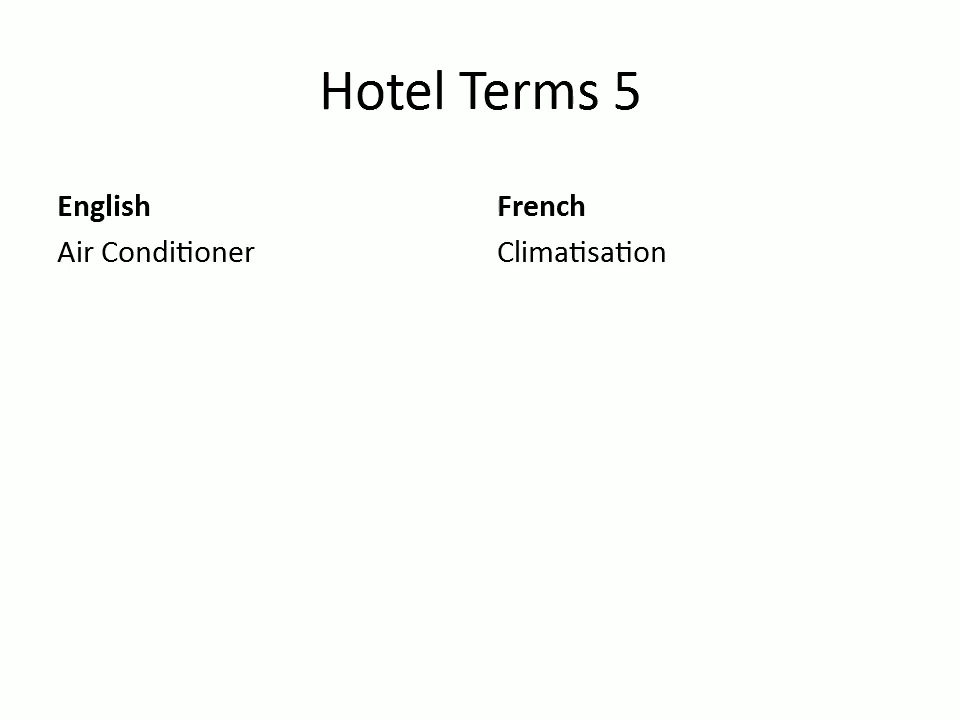 Hotel Terms 5
English
French
Air Conditioner
Climatisation